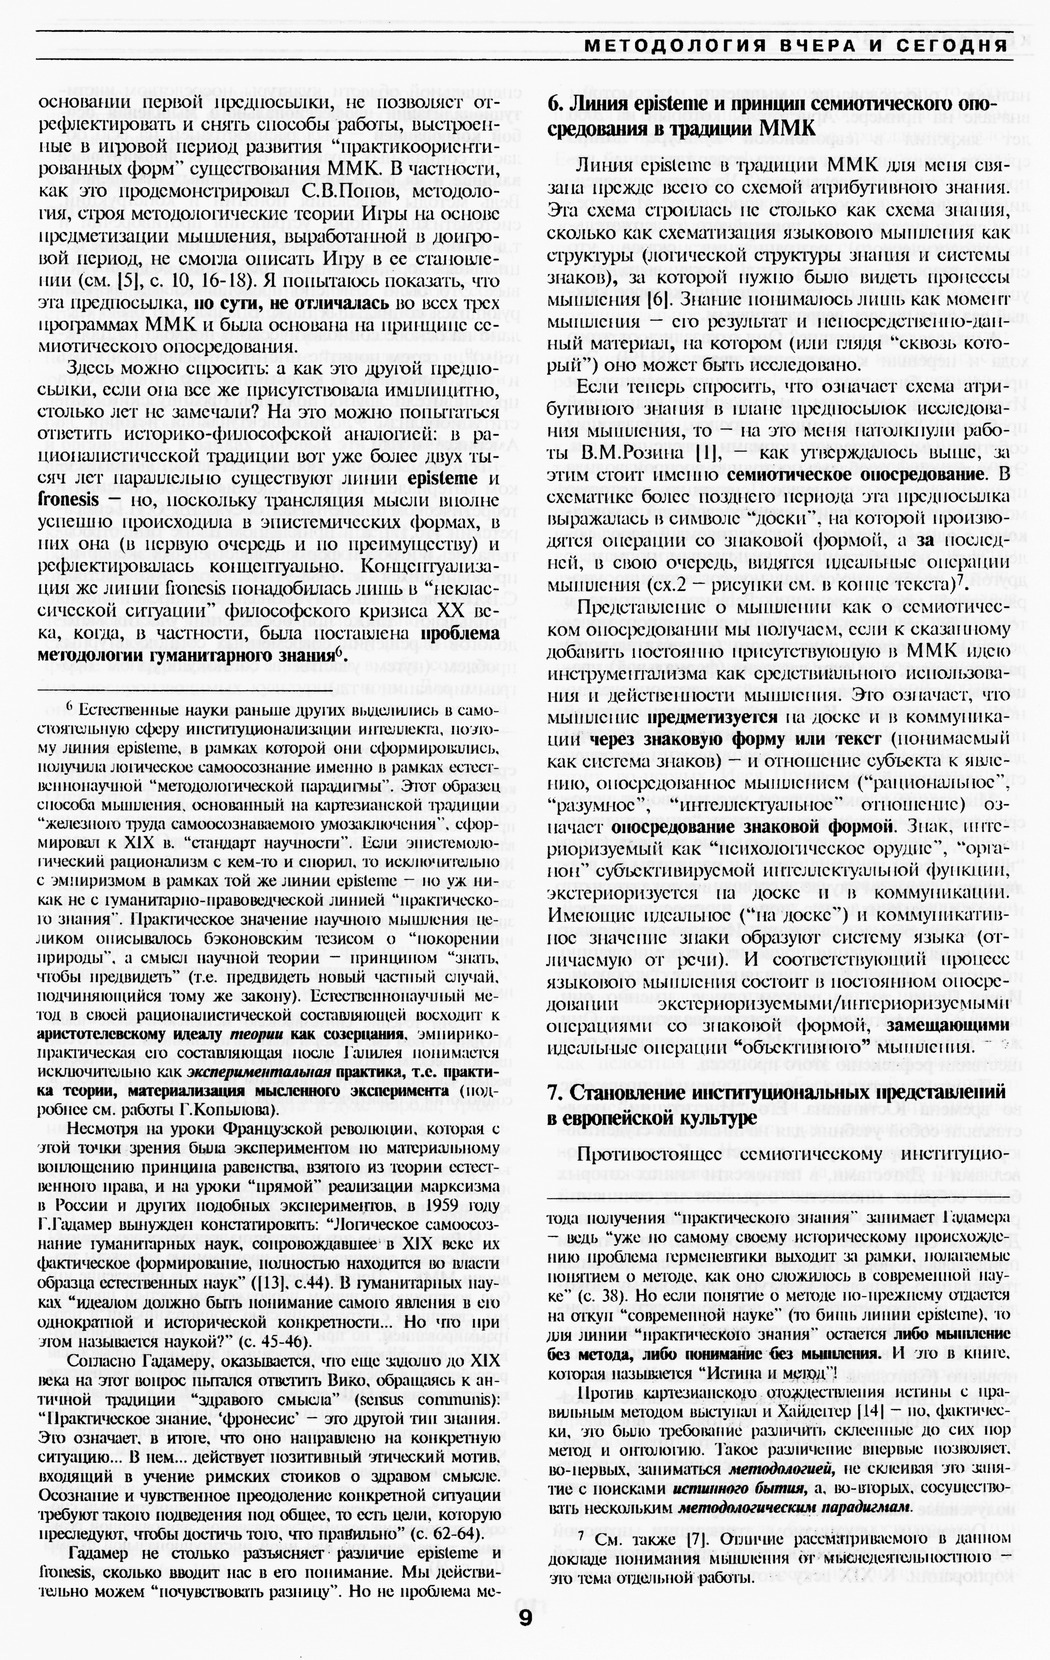 МЕТОДОЛОГИЯ ВЧЕРА И СЕГОДНЯ
основании первой предпосылки, не позволяет от-
рефлектировать и снять способы работы, выстроен-
ные в игровой период развития “практикоориенти-
рованных форм” существования ММК. В частности,
как это продемонстрировал С.В.Попов, методоло-
гия, строя методологические теории Игры на основе
предметизации мышления, выработанной в доигро-
вой период, не смогла описать Игру в ее становле-
нии (см. [5], с. 10, 16-18). Я попытаюсь показать, что
эта предпосылка, по сути, не отличалась во всех трех
программах ММК и была основана на принципе се-
миотического опосредования.
Здесь можно спросить: а как это другой предпо-
сылки, если она все же присутствовала имплицитно,
столько лет не замечали? На это можно попытаться
ответить историко-философской аналогией: в ра-
ционалистической традиции вот уже более двух ты-
сяч лет параллельно существуют линии episteme и
fronesis — но, поскольку трансляция мысли вполне
успешно происходила в эпистемических формах, в
них она (в первую очередь и по преимуществу) и
рефлектировалась концептуально. Концептуализа-
ция же линии fronesis понадобилась лишь в “неклас-
сической ситуации” философского кризиса XX ве-
ка, когда, в частности, была поставлена проблема
методологии гуманитарного знания⁶.
⁶ Естественные науки раньше других выделились в само-
стоятельную сферу институционализации интеллекта, поэто-
му линия episteme, в рамках которой они сформировались,
получила логическое самоосознание именно в рамках естест-
веннонаучной “методологической парадигмы”. Этот образец
способа мышления, основанный на картезианской традиции
“железного труда самоосознаваемого умозаключения”, сфор-
мировал к XIX в. “стандарт научности”. Если эпистемоло-
гический рационализм с кем-то и спорил, то исключительно
с эмпиризмом в рамках той же линии episteme — но уж ни-
как не с гуманитарно-правоведческой линией “практическо-
го знания”. Практическое значение научного мышления це-
ликом описывалось бэконовским тезисом о “покорении
природы”, а смысл научной теории — принципом “знать,
чтобы предвидеть” (т.е. предвидеть новый частный случай,
подчиняющийся тому же закону). Естественнонаучный ме-
тод в своей рационалистической составляющей восходит к
аристотелевскому идеалу теории как созерцания, эмпирико-
практическая его составляющая после Галилея понимается
исключительно как экспериментальная практика, т.е. практи-
ка теории, материализация мысленного эксперимента (под-
робнее см. работы Г.Копылова).
Несмотря на уроки Французской революции, которая с
этой точки зрения была экспериментом по материальному
воплощению принципа равенства, взятого из теории естест-
венного права, и на уроки “прямой” реализации марксизма
в России и других подобных экспериментов, в 1959 году
Г.Гадамер вынужден констатировать: “Логическое самоосоз-
нание гуманитарных наук, сопровождавшее в XIX веке их
фактическое формирование, полностью находится во власти
образца естественных наук” ([13], с.44). В гуманитарных нау-
ках “идеалом должно быть понимание самого явления в его
однократной и исторической конкретности... Но что при
этом называется наукой?” (с. 45-46).
Согласно Гадамеру, оказывается, что еще задолго до XIX
века на этот вопрос пытался ответить Вико, обращаясь к ан-
тичной традиции “здравого смысла” (sensus communis):
“Практическое знание, ‘фронесис’ — это другой тип знания.
Это означает, в итоге, что оно направлено на конкретную
ситуацию... В нем... действует позитивный этический мотив,
входящий в учение римских стоиков о здравом смысле.
Осознание и чувственное преодоление конкретной ситуации
требуют такого подведения под общее, то есть цели, которую
преследуют, чтобы достичь того, что правильно” (с. 62-64).
Гадамер не столько разъясняет различие episteme и
fronesis, сколько вводит нас в его понимание. Мы действи-
тельно можем “почувствовать разницу”. Но не проблема ме-
6. Линия episteme и принцип семиотического опо-
средования в традиции ММК
Линия episteme в традиции ММК для меня свя-
зана прежде всего со схемой атрибутивного знания.
Эта схема строилась не столько как схема знания,
сколько как схематизация языкового мышления как
структуры (логической структуры знания и системы
знаков), за которой нужно было видеть процессы
мышления [6]. Знание понималось лишь как момент
мышления — его результат и непосредственно-дан-
ный материал, на котором (или глядя “сквозь кото-
рый”) оно может быть исследовано.
Если теперь спросить, что означает схема атри-
бутивного знания в плане предпосылок исследова-
ния мышления, то — на это меня натолкнули рабо-
ты В.М.Розина [1], — как утверждалось выше, за
этим стоит именно семиотическое опосредование. В
схематике более позднего периода эта предпосылка
выражалась в символе “доски”, на которой произво-
дятся операции со знаковой формой, а за послед-
ней, в свою очередь, видятся идеальные операции
мышления (сх.2 — рисунки см. в конце текста)⁷.
Представление о мышлении как о семиотичес-
ком опосредовании мы получаем, если к сказанному
добавить постоянно присутствующую в ММК идею
инструментализма как средствиального использова-
ния и действенности мышления. Это означает, что
мышление предметизуется на доске и в коммуника-
ции через знаковую форму или текст (понимаемый
как система знаков) — и отношение субъекта к явле-
нию, опосредованное мышлением (“рациональное”,
“разумное”, “интеллектуальное” отношение) оз-
начает опосредование знаковой формой. Знак, инте-
риоризуемый как “психологическое орудие”, “орга-
нон” субъективируемой интеллектуальной функции,
экстериоризуется на доске и в коммуникации.
Имеющие идеальное (“на доске”) и коммуникатив-
ное значение знаки образуют систему языка (от-
личаемую от речи). И соответствующий процесс
языкового мышления состоит в постоянном опосре-
довании экстериоризуемыми/интериоризуемыми
операциями со знаковой формой, замещающими
идеальные операции “объективного” мышления.
7. Становление институциональных представлений
в европейской культуре
Противостоящее семиотическому институцио-
тода получения “практического знания” занимает Гадамера
— ведь “уже по самому своему историческому происхожде-
нию проблема герменевтики выходит за рамки, полагаемые
понятием о методе, как оно сложилось в современной нау-
ке” (с. 38). Но если понятие о методе по-прежнему отдается
на откуп “современной науке” (то бишь линии episteme), то
для линии “практического знания” остается либо мышление
без метода, либо понимание без мышления. И это в книге,
которая называется “Истина и метод”!
Против картезианского отождествления истины с пра-
вильным методом выступал и Хайдеггер [14] — но, фактичес-
ки, это было требование различить склеенные до сих пор
метод и онтологию. Такое различение впервые позволяет,
во-первых, заниматься методологией, не склеивая это заня-
тие с поисками истинного бытия, а, во-вторых, сосущество-
вать нескольким методологическим парадигмам.
⁷ См. также [7]. Отличие рассматриваемого в данном
докладе понимания мышления от мыследеятельностного —
это тема отдельной работы.
9